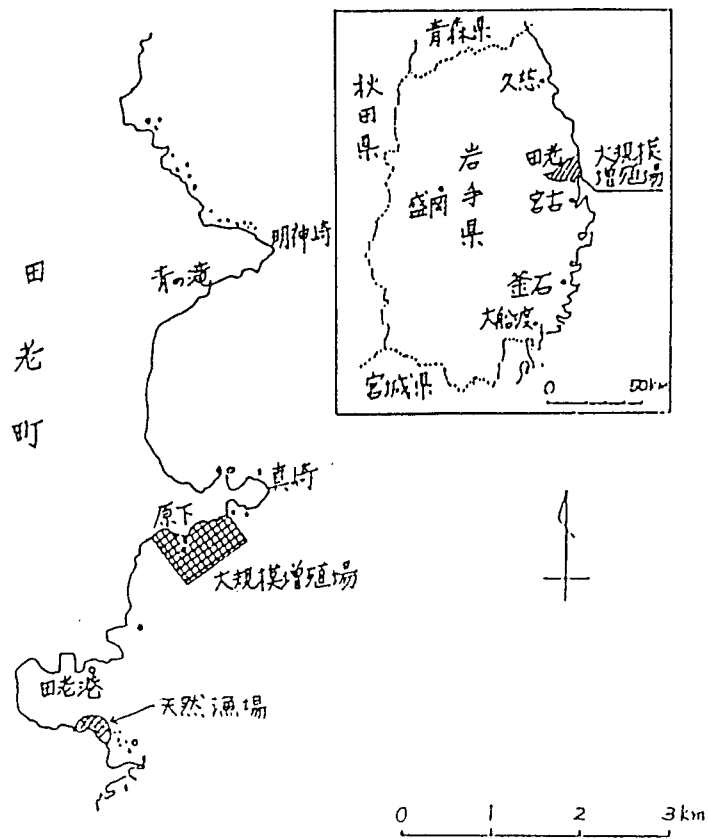 青森県
久慈
秋田県
岩手県
田老
大規模
増殖場
盛岡
宮古
釜石
大船渡
宮城県
0 50km
明神崎
青の滝
田老町
真崎
原下
大規模増殖場
田老港
天然漁場
0 1 2 3km